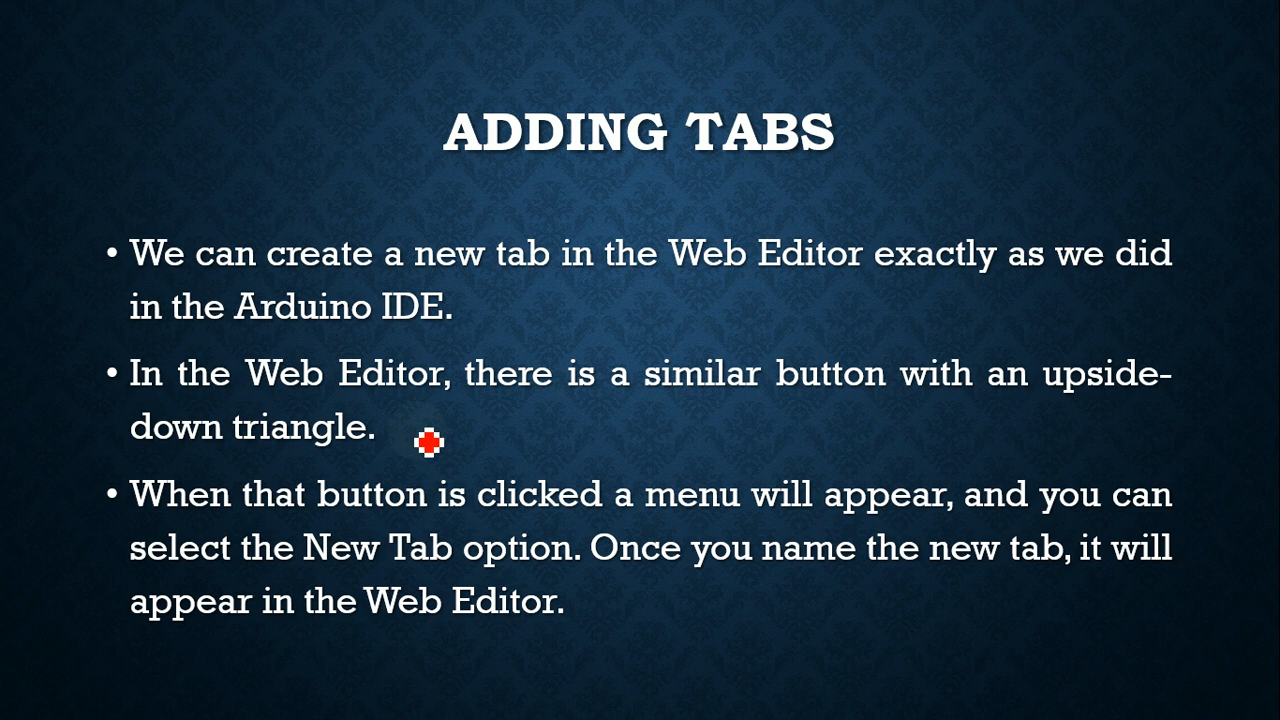 ADDING TABS
• We can create a new tab in the Web Editor exactly as we did
in the Arduino IDE.
• In the Web Editor, there is a similar button with an upside-
down triangle.
• When that button is clicked a menu will appear, and you can
select the New Tab option. Once you name the new tab, it will
appear in the Web Editor.